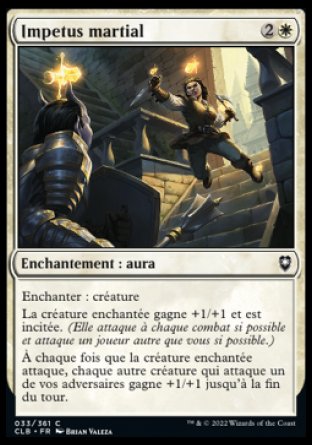 Impetus martial 2
Enchantement : aura
Enchanter : créature
La créature enchantée gagne +1/+1 et est
incitée. (Elle attaque à chaque combat si possible
et attaque un joueur autre que vous si possible.)
À chaque fois que la créature enchantée
attaque, chaque autre créature qui attaque un
de vos adversaires gagne +1/+1 jusqu'à la fin
du tour.
033/361 C
CLB • FR Brian Valeza
™ & © 2022 Wizards of the Coast